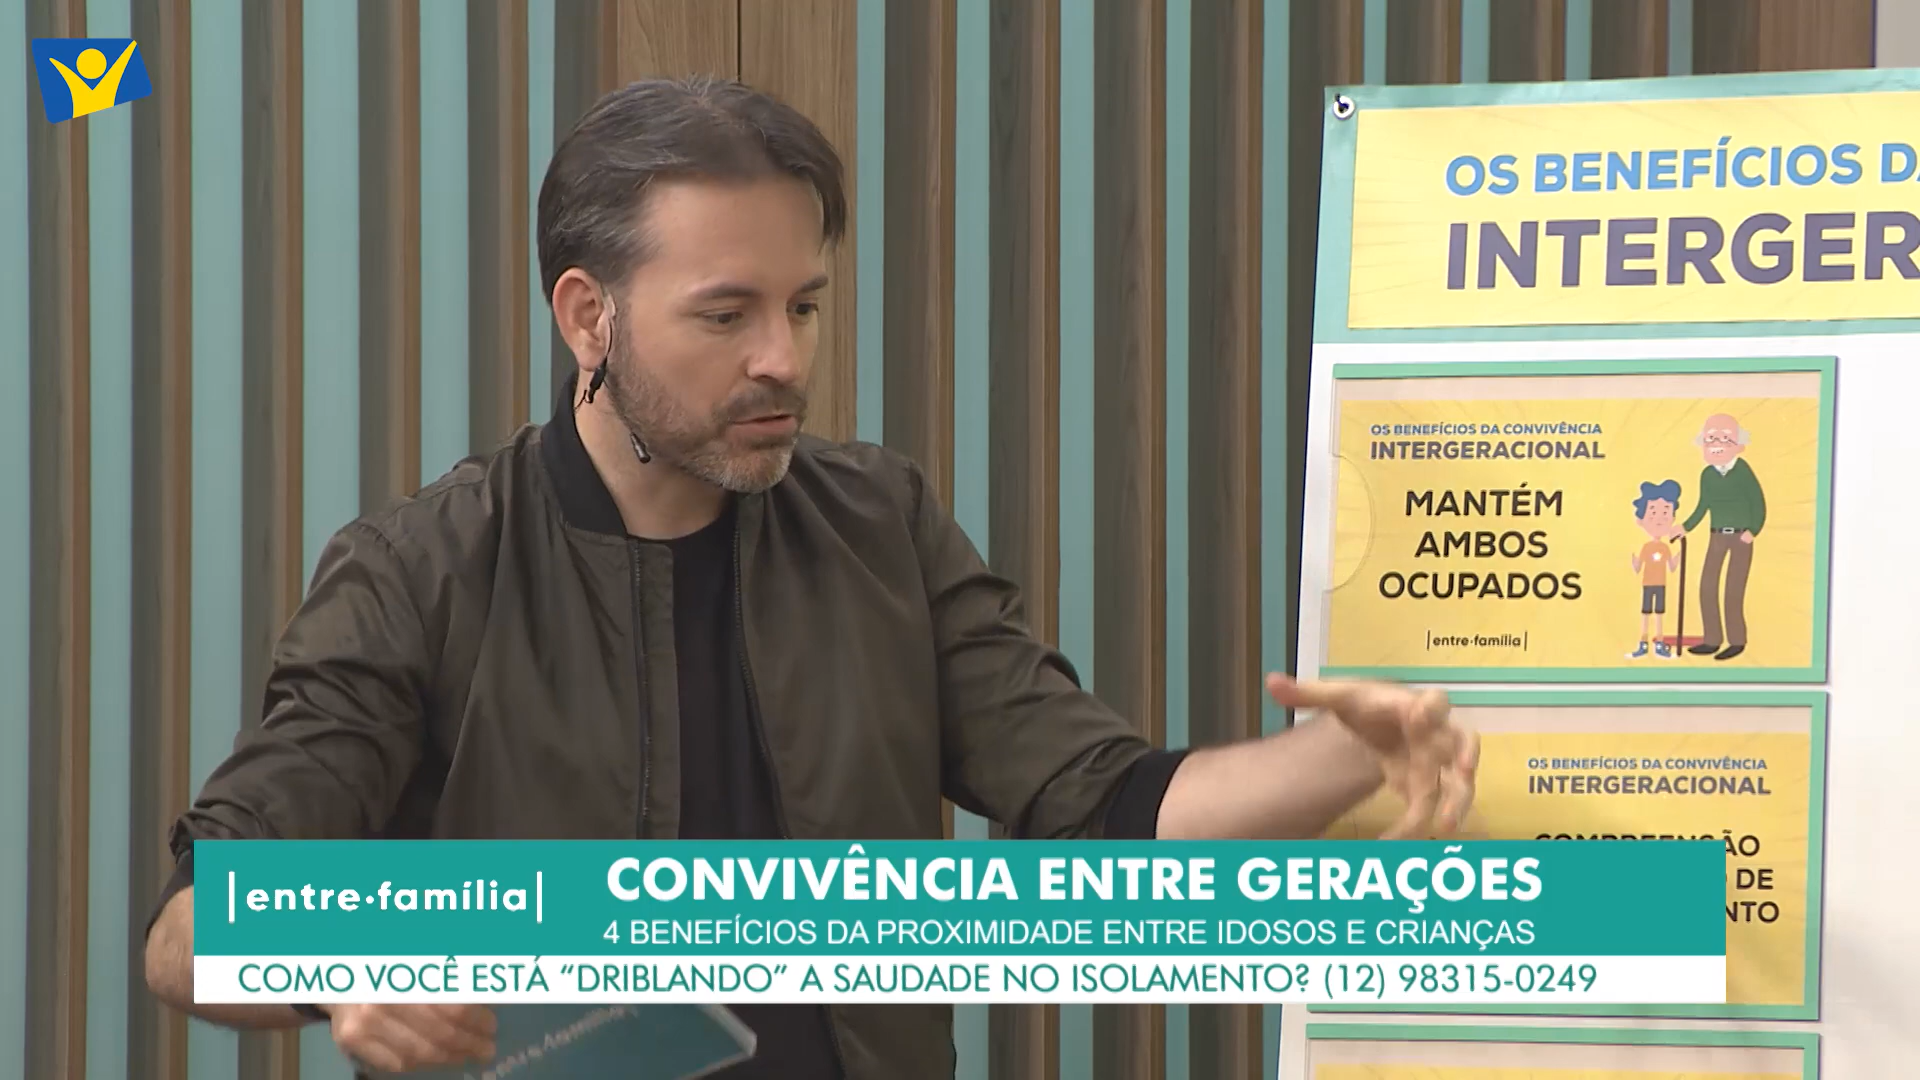 OS BENEFÍCIOS
INTERGER
OS BENEFÍCIOS DA CONVIVÊNCIA
INTERGERACIONAL
MANTÉM
AMBOS
OCUPADOS
|entre·família|
OS BENEFÍCIOS DA CONVIVÊNCIA
INTERGERACIONAL
DE
|entre·família|
CONVIVÊNCIA ENTRE GERAÇÕES
4 BENEFÍCIOS DA PROXIMIDADE ENTRE IDOSOS E CRIANÇAS
COMO VOCÊ ESTÁ “DRIBLANDO” A SAUDADE NO ISOLAMENTO? (12) 98315-0249
entre·família|